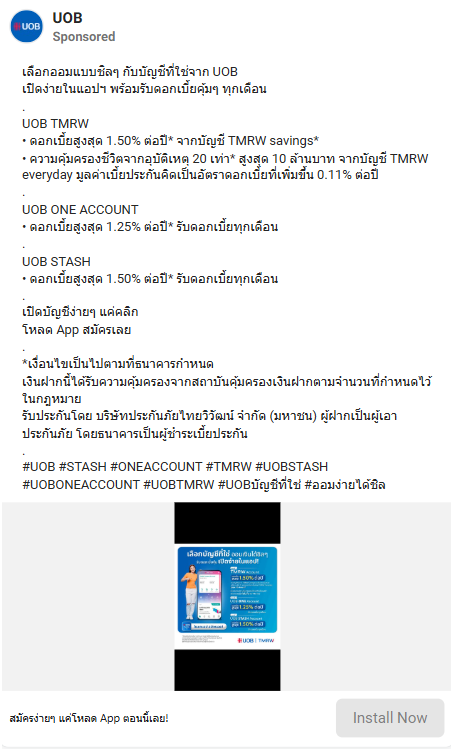 UOB
Sponsored
เลือกออมแบบชิลๆ กับบัญชีที่ใช่จาก UOB
เปิดง่ายในแอปฯ พร้อมรับดอกเบี้ยคุ้มๆ ทุกเดือน
.
UOB TMRW
• ดอกเบี้ยสูงสุด 1.50% ต่อปี* จากบัญชี TMRW savings*
• ความคุ้มครองชีวิตจากอุบัติเหตุ 20 เท่า* สูงสุด 10 ล้านบาท จากบัญชี TMRW
everyday มูลค่าเบี้ยประกันคิดเป็นอัตราดอกเบี้ยที่เพิ่มขึ้น 0.11% ต่อปี
.
UOB ONE ACCOUNT
• ดอกเบี้ยสูงสุด 1.25% ต่อปี* รับดอกเบี้ยทุกเดือน
.
UOB STASH
• ดอกเบี้ยสูงสุด 1.50% ต่อปี* รับดอกเบี้ยทุกเดือน
.
เปิดบัญชีง่ายๆ แค่คลิก
โหลด App สมัครเลย
.
*เงื่อนไขเป็นไปตามที่ธนาคารกำหนด
เงินฝากนี้ได้รับความคุ้มครองจากสถาบันคุ้มครองเงินฝากตามจำนวนที่กำหนดไว้
ในกฎหมาย
รับประกันโดย บริษัทประกันภัยไทยวิวัฒน์ จำกัด (มหาชน) ผู้ฝากเป็นผู้เอา
ประกันภัย โดยธนาคารเป็นผู้ชำระเบี้ยประกัน
.
#UOB #STASH #ONEACCOUNT #TMRW #UOBSTASH
#UOBONEACCOUNT #UOBTMRW #UOBบัญชีที่ใช่ #ออมง่ายได้ชิล
เลือกบัญชีที่ใช่ ออมเงินได้ชิลๆ
เปิดง่ายในแอป!
TMRW
1.50% ต่อปี
1.25% ต่อปี
1.50% ต่อปี
UOB | TMRW
สมัครง่ายๆ แค่โหลด App ตอนนี้เลย!
Install Now